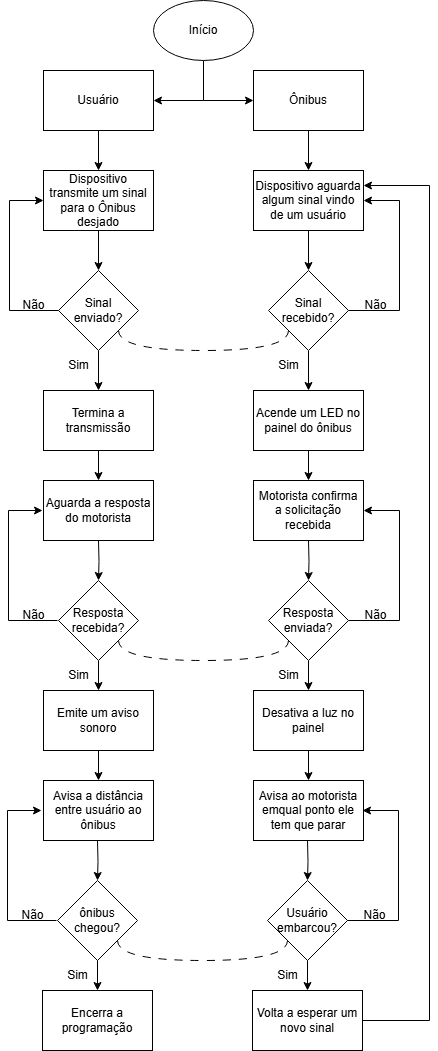 Início
Usuário
Ônibus
Dispositivo
transmite um sinal
para o Ônibus
desjado
Dispositivo aguarda
algum sinal vindo
de um usuário
Não
Sinal
enviado?
Sinal
recebido?
Não
Sim
Sim
Termina a
transmissão
Acende um LED no
painel do ônibus
Aguarda a resposta
do motorista
Motorista confirma
a solicitação
recebida
Não
Resposta
recebida?
Resposta
enviada?
Não
Sim
Sim
Emite um aviso
sonoro
Desativa a luz no
painel
Avisa a distância
entre usuário ao
ônibus
Avisa ao motorista
emqual ponto ele
tem que parar
Não
ônibus
chegou?
Usuário
embarcou?
Não
Sim
Sim
Encerra a
programação
Volta a esperar um
novo sinal